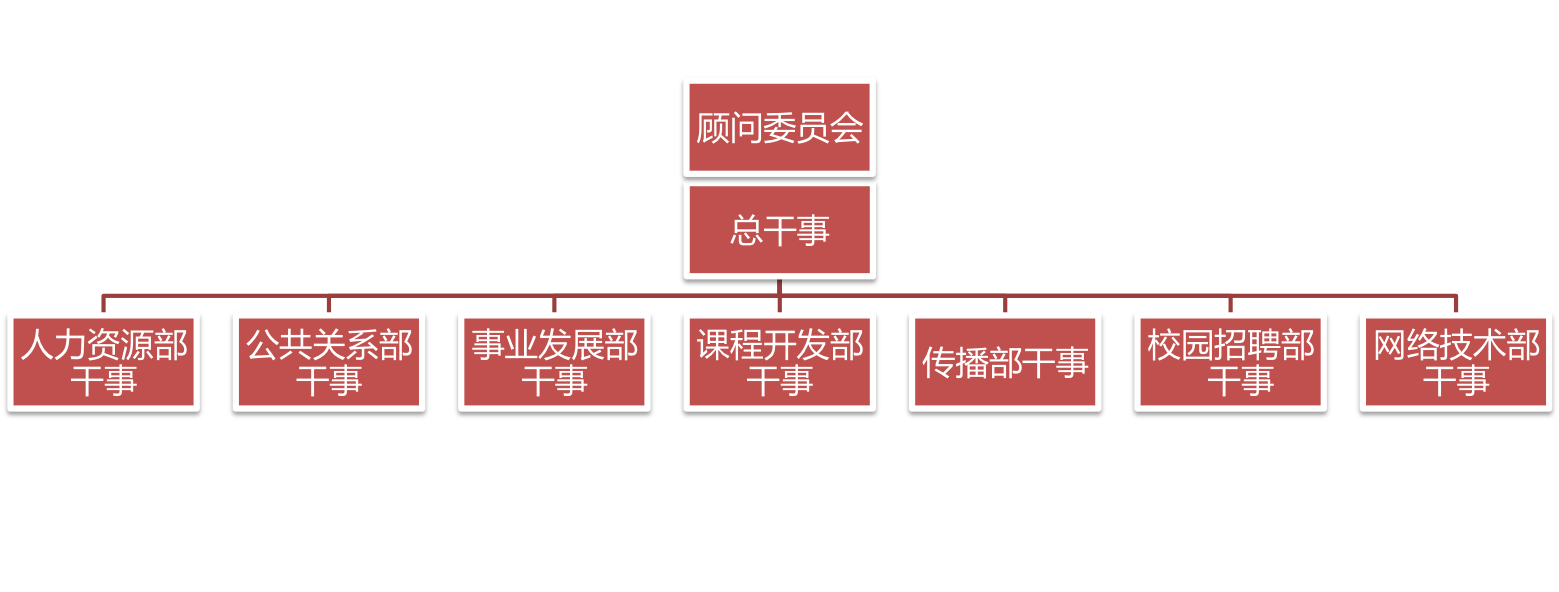 顾问委员会
总干事
人力资源部
干事
公共关系部
干事
事业发展部
干事
课程开发部
干事
传播部干事
校园招聘部
干事
网络技术部
干事